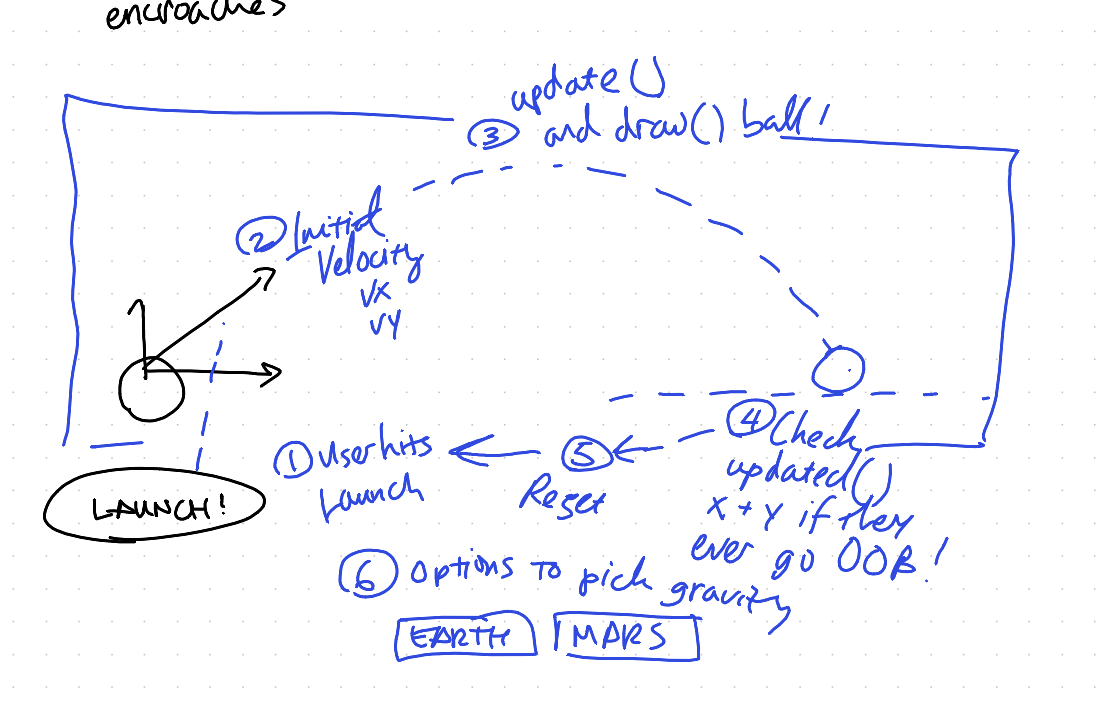 encroaches
update()
③ and draw() ball!
② Initial
Velocity
vx
vy
LAUNCH!
① User hits
Launch
⑤
Reset
④ Check
updated()
x + y if they
ever go OOB!
⑥ Options to pick gravity
EARTH
MARS